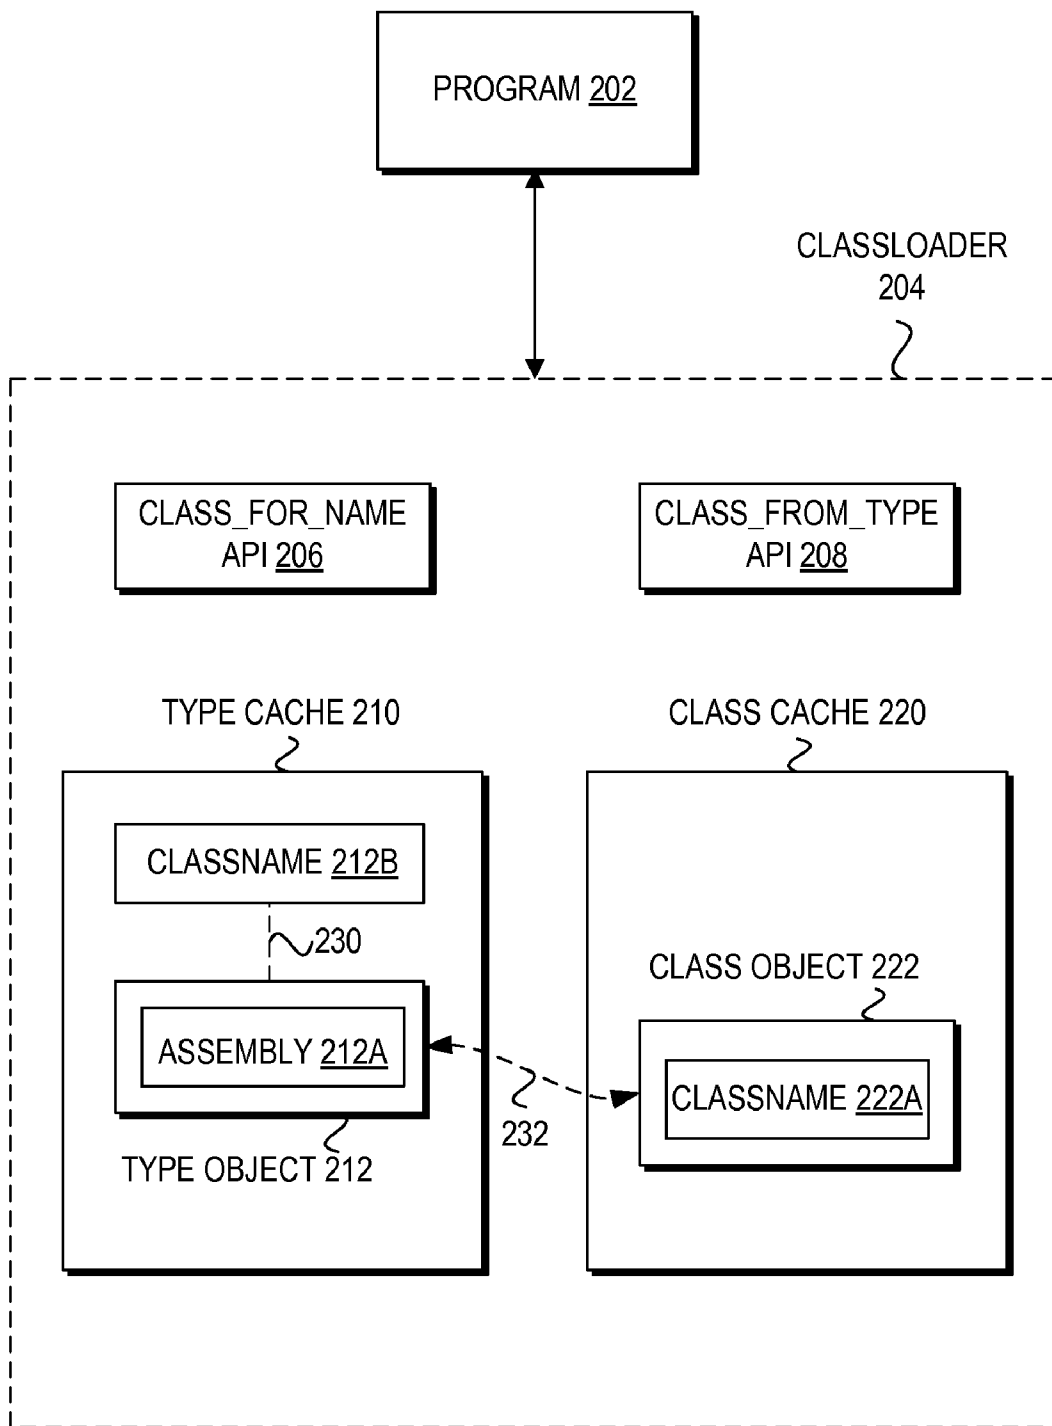 PROGRAM 202
CLASSLOADER
204
CLASS_FOR_NAME
API 206
CLASS_FROM_TYPE
API 208
TYPE CACHE 210
CLASS CACHE 220
CLASSNAME 212B
230
CLASS OBJECT 222
ASSEMBLY 212A
CLASSNAME 222A
232
TYPE OBJECT 212